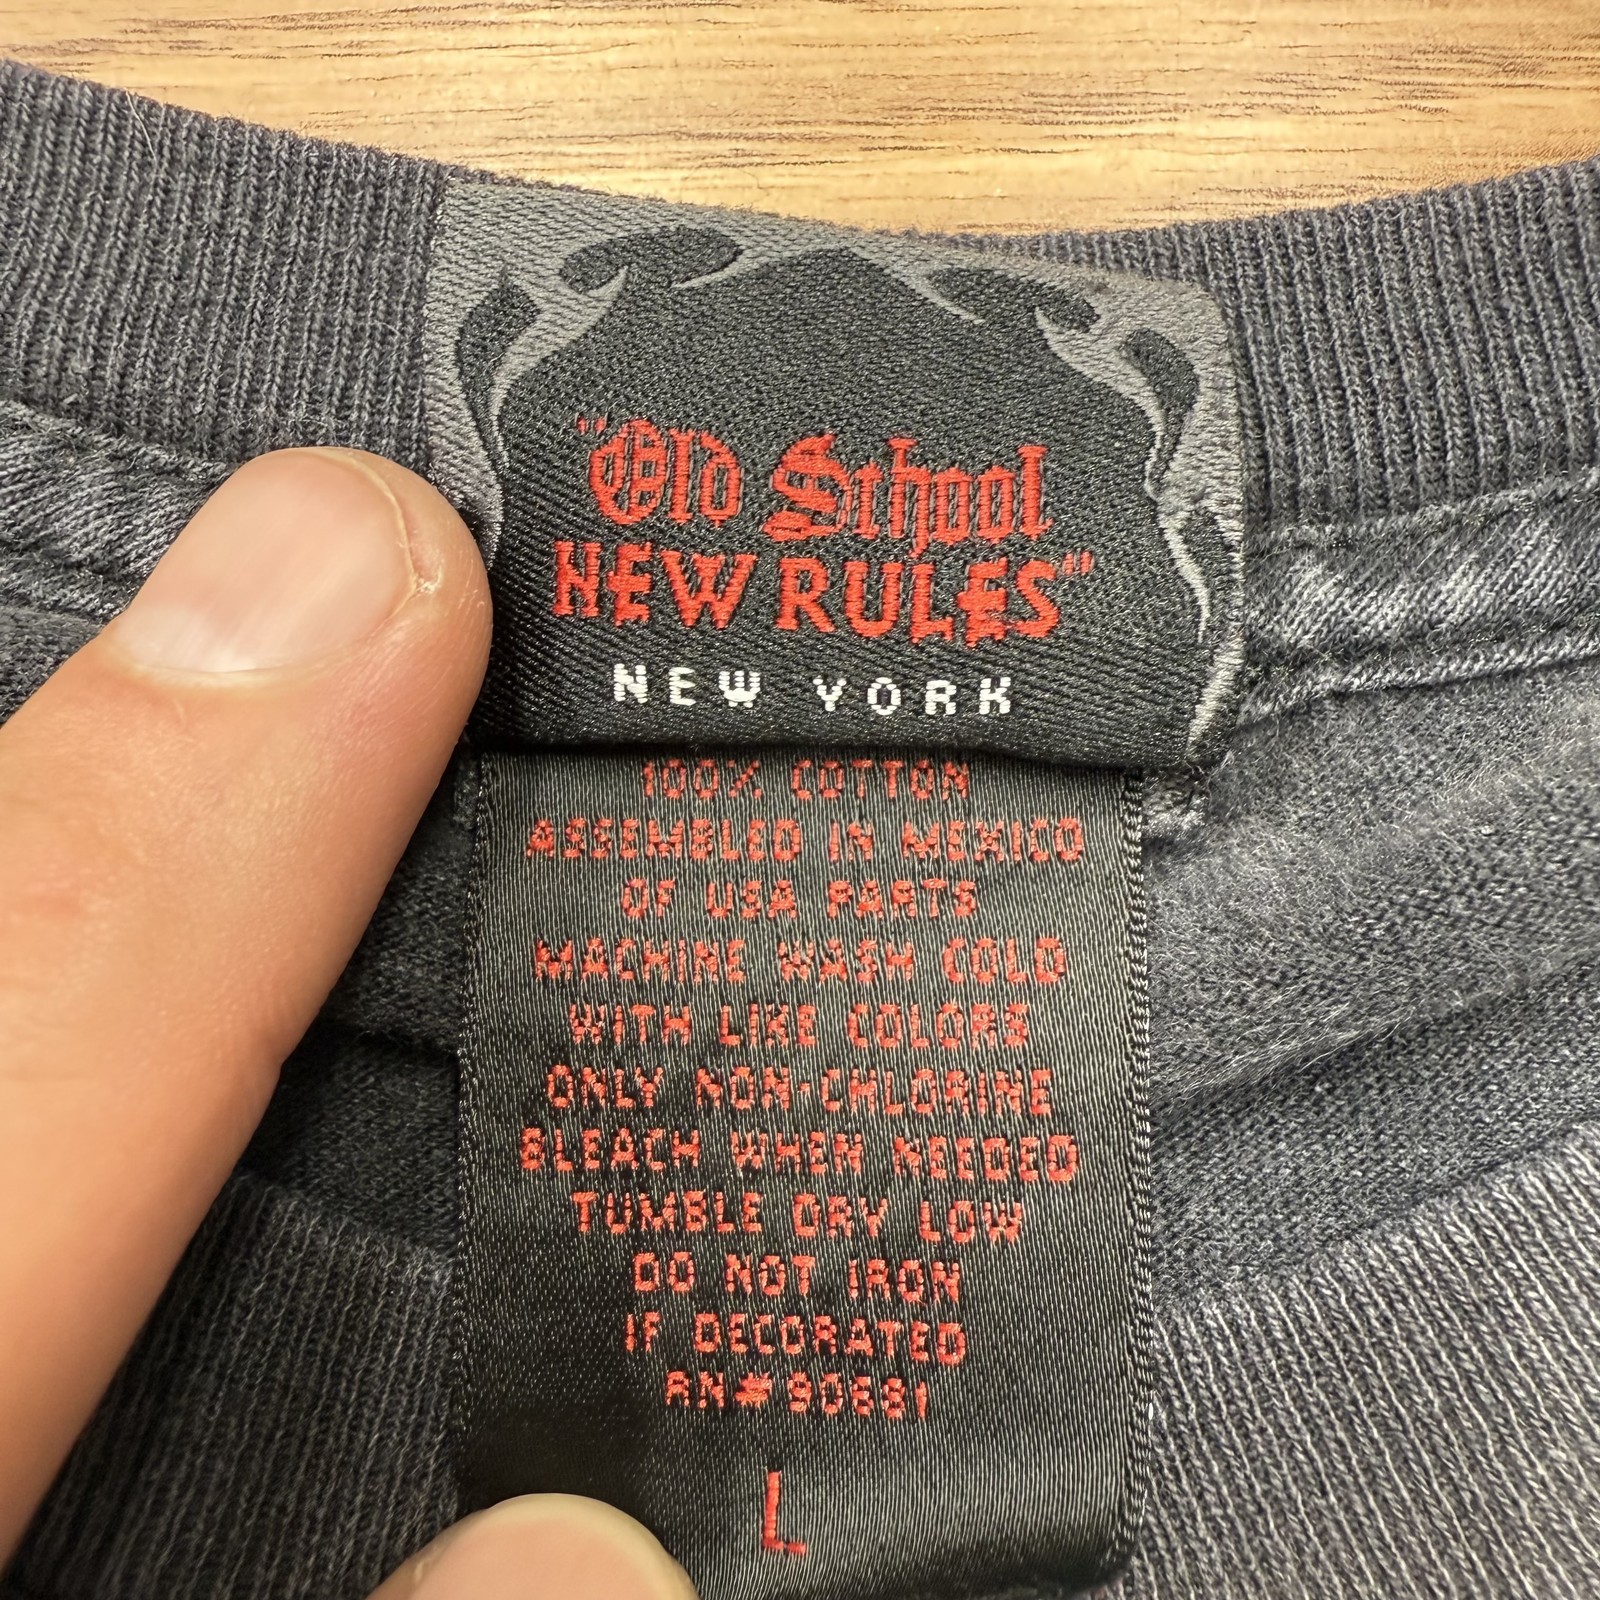 "Old School
NEW RULES"
NEW YORK
100% COTTON
ASSEMBLED IN MEXICO
OF USA PARTS
MACHINE WASH COLD
WITH LIKE COLORS
ONLY NON-CHLORINE
BLEACH WHEN NEEDED
TUMBLE DRY LOW
DO NOT IRON
IF DECORATED
RN#
L